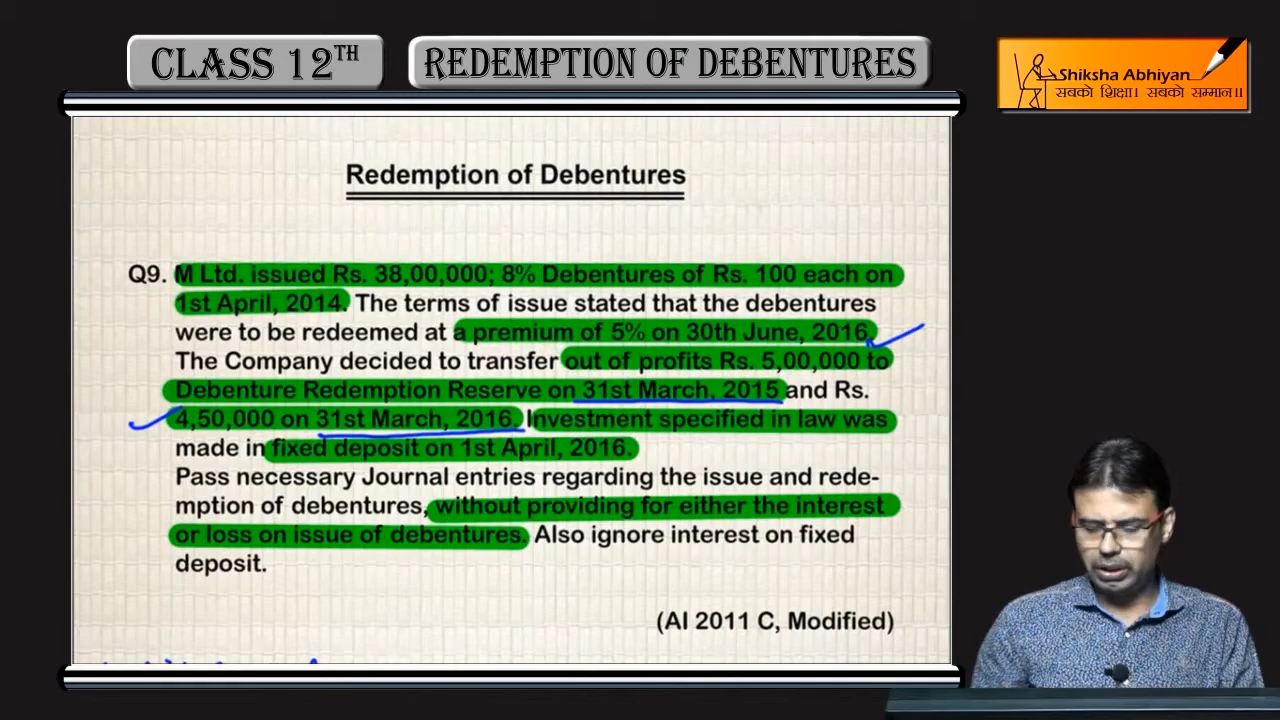 CLASS 12TH
REDEMPTION OF DEBENTURES
Shiksha Abhiyan
सबको शिक्षा। सबको सम्मान॥
Redemption of Debentures
Q9. M Ltd. issued Rs. 38,00,000; 8% Debentures of Rs. 100 each on
1st April, 2014. The terms of issue stated that the debentures
were to be redeemed at a premium of 5% on 30th June, 2016.
The Company decided to transfer out of profits Rs. 5,00,000 to
Debenture Redemption Reserve on 31st March, 2015 and Rs.
4,50,000 on 31st March, 2016. Investment specified in law was
made in fixed deposit on 1st April, 2016.
Pass necessary Journal entries regarding the issue and rede-
mption of debentures, without providing for either the interest
or loss on issue of debentures. Also ignore interest on fixed
deposit.
(AI 2011 C, Modified)